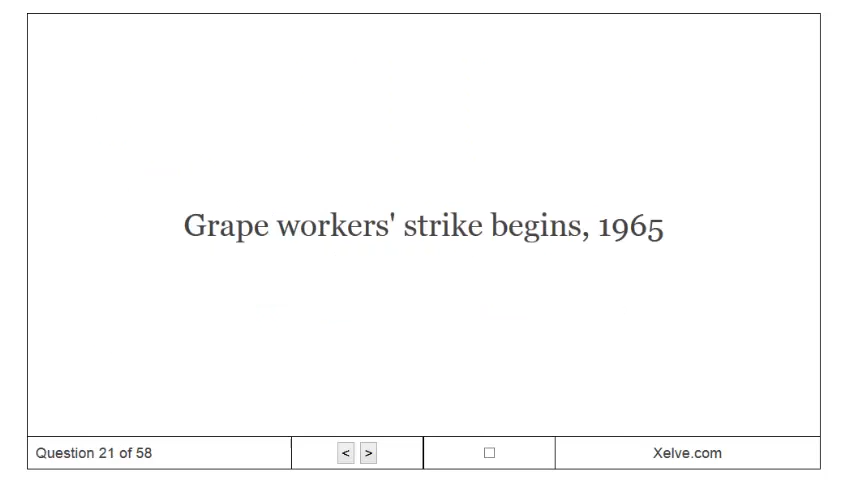 Grape workers' strike begins, 1965
Question 21 of 58 < > Xelve.com